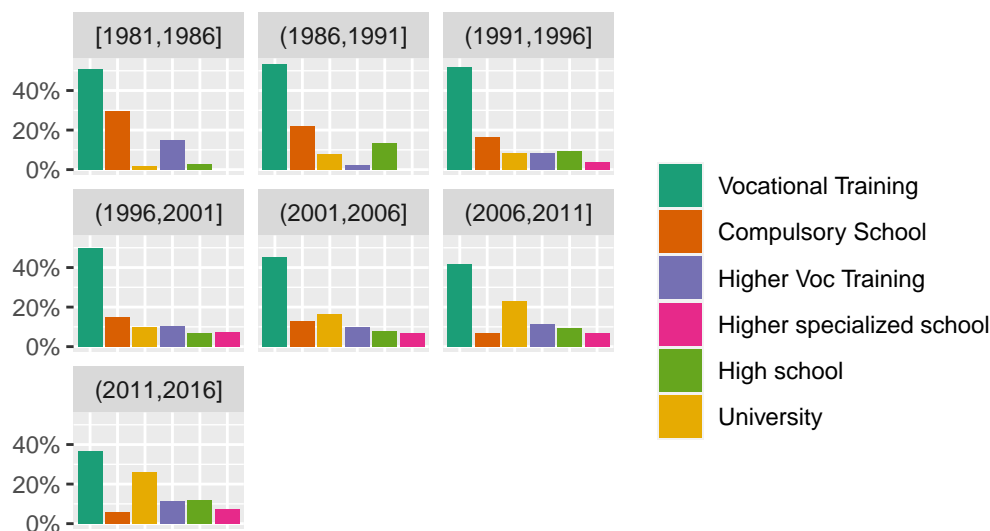 [1981,1986] (1986,1991] (1991,1996]
40%
20%
0%
(1996,2001] (2001,2006] (2006,2011]
40%
20%
0%
(2011,2016]
40%
20%
0%
Vocational Training
Compulsory School
Higher Voc Training
Higher specialized school
High school
University